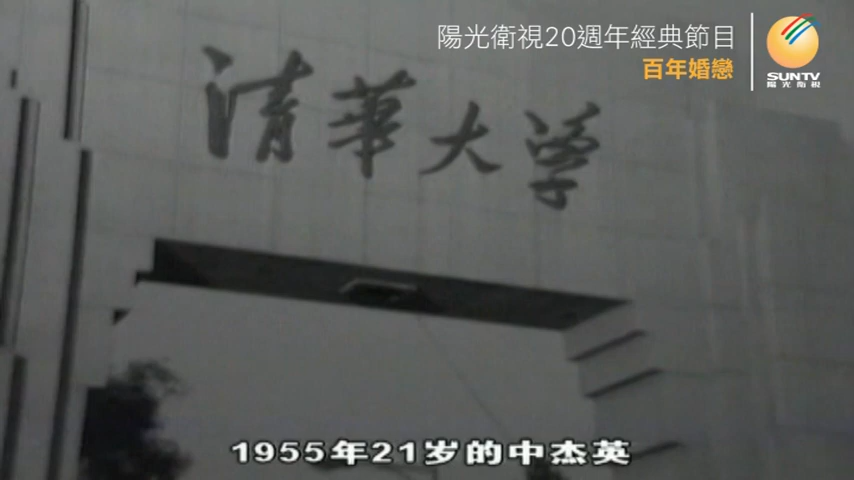 陽光衛視20週年經典節目
百年婚戀
SUNTV
陽光衛視
清華大学
1955年21岁的中杰英